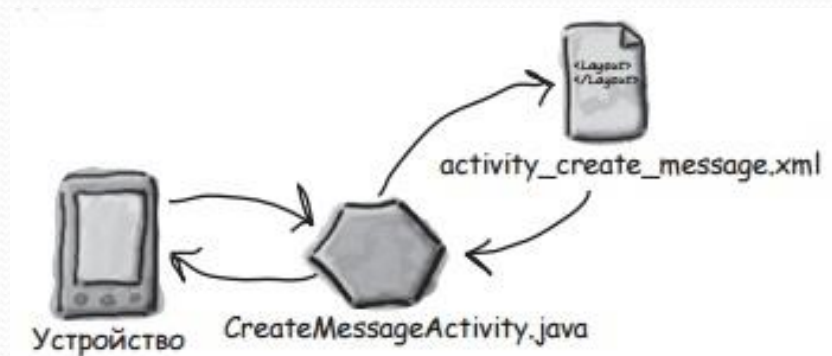 <Layout>
</Layout>
activity_create_message.xml
Устройство
CreateMessageActivity.java